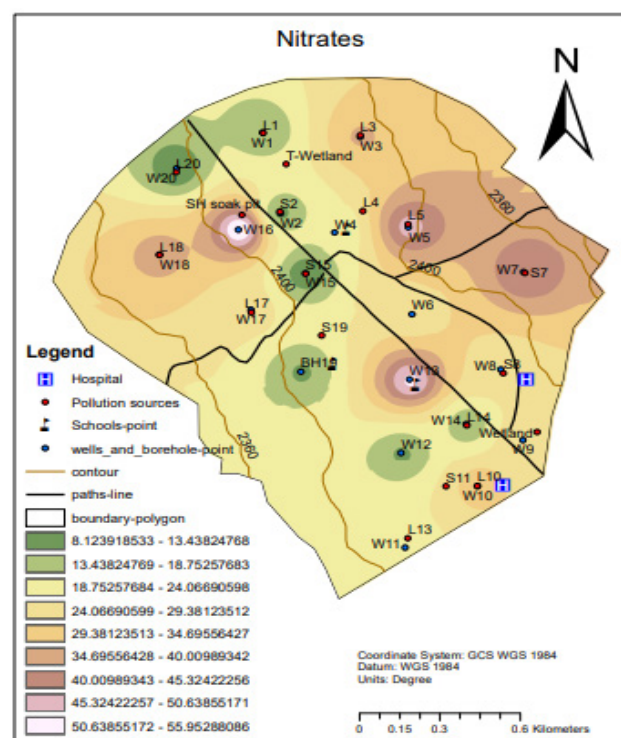 Nitrates
N
L1
W1
L3
W3
T-Wetland
L20
W20
SH soak pit
S2
W2
L4
W4
L5
W5
2360
W16
L18
W18
2400
S15
W15
2400
W7
S7
L17
W17
W6
S19
BH19
W13
W8
S8
W14
L14
Wetland
W9
2360
W12
S11
L10
W10
L13
W11
Legend
Hospital
Pollution sources
Schools-point
wells_and_borehole-point
contour
paths-line
boundary-polygon
8.123918533 - 13.43824768
13.43824769 - 18.75257683
18.75257684 - 24.06690598
24.06690599 - 29.38123512
29.38123513 - 34.69556427
34.69556428 - 40.00989342
40.00989343 - 45.32422256
45.32422257 - 50.63855171
50.63855172 - 55.95288086
Coordinate System: GCS WGS 1984
Datum: WGS 1984
Units: Degree
0 0.15 0.3 0.6 Kilometers